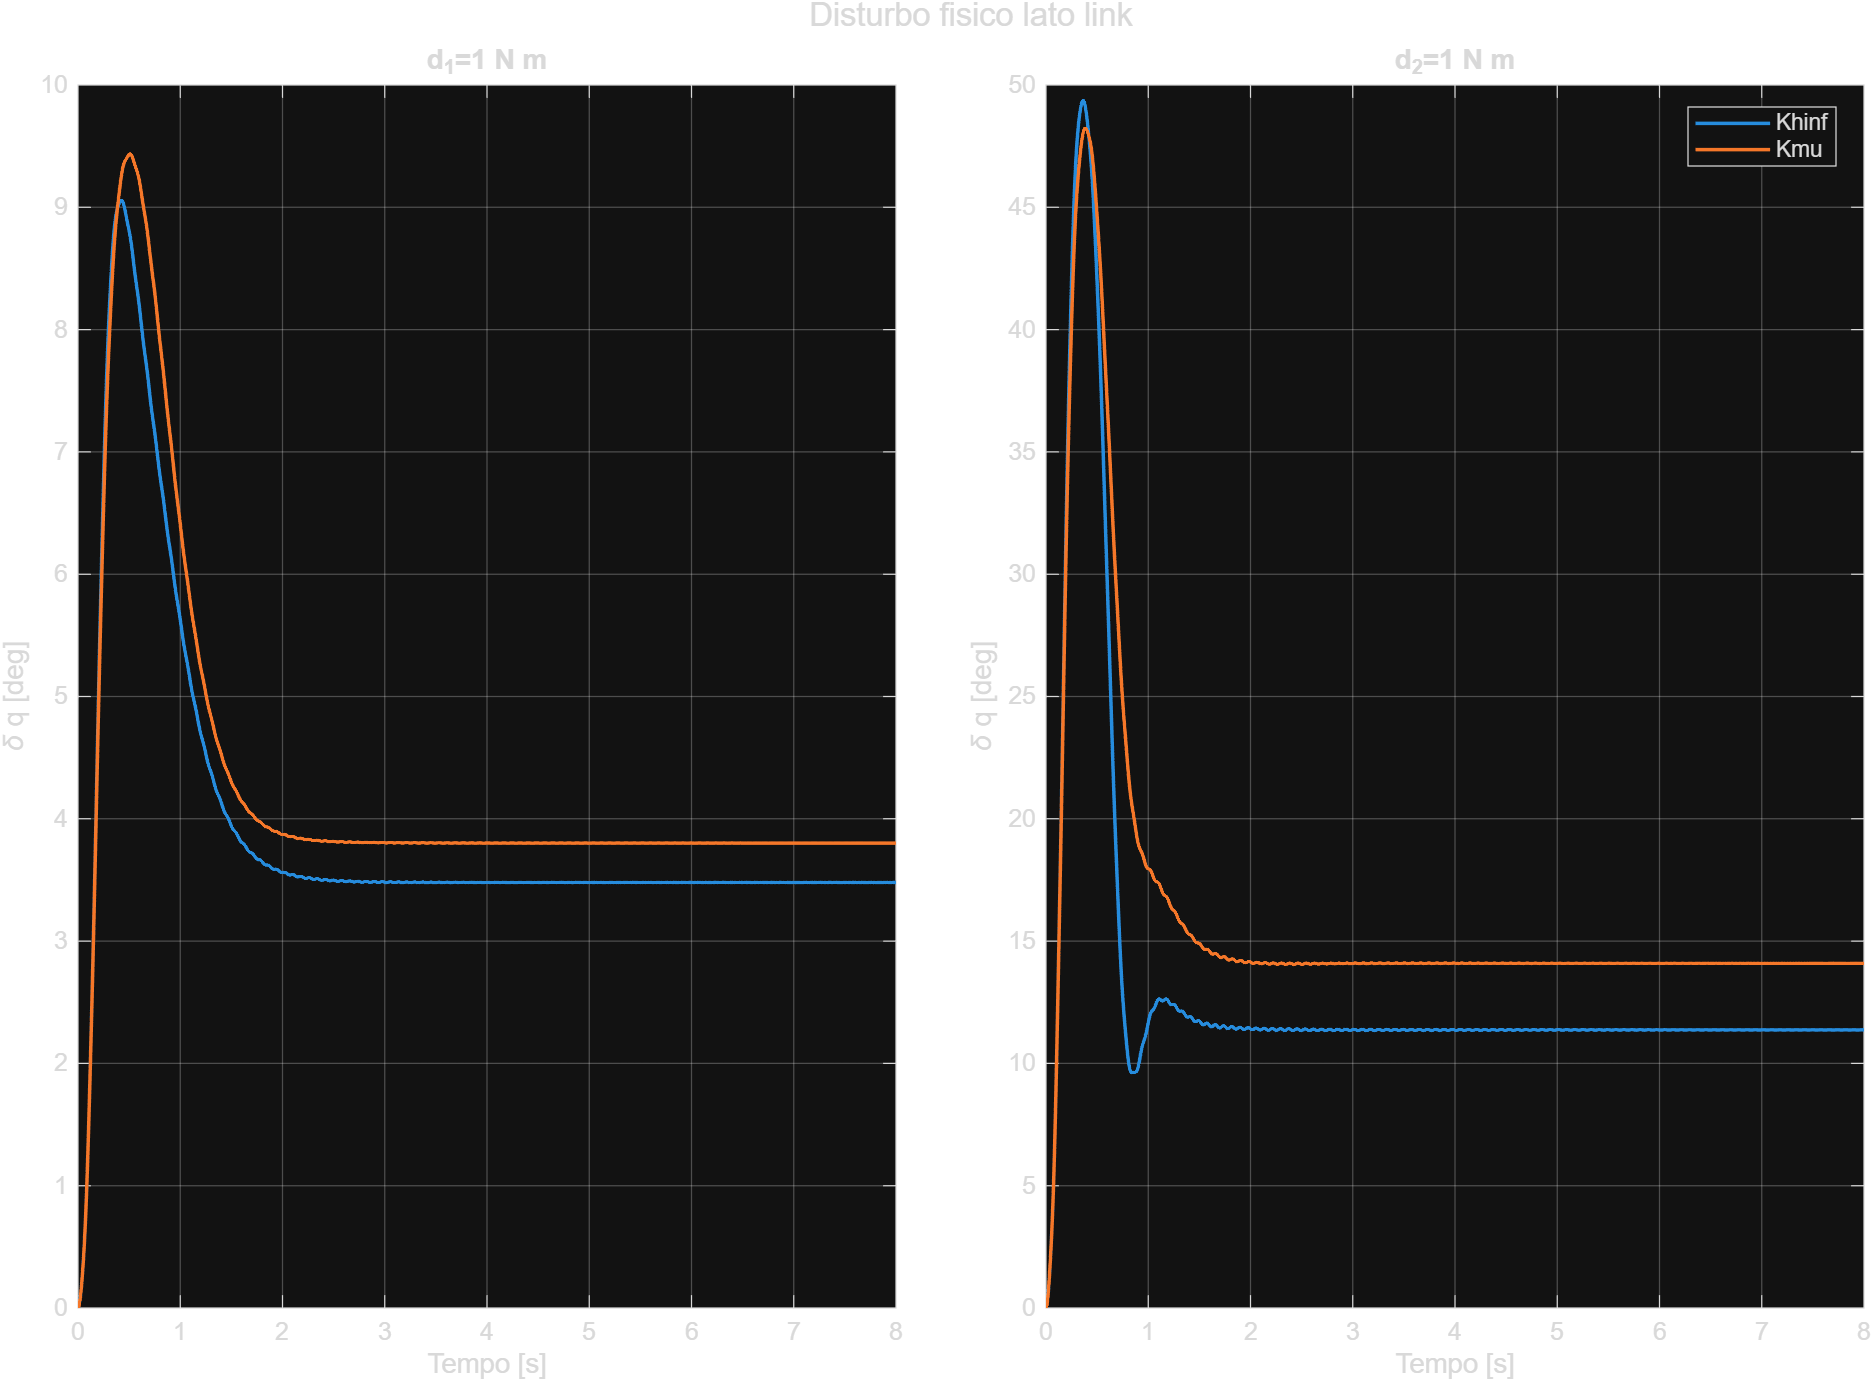 Disturbo fisico lato link
d₁=1 N m
10
9
8
7
6
5
4
3
2
1
0
δ q [deg]
0 1 2 3 4 5 6 7 8
Tempo [s]
d₂=1 N m
50
45
40
35
30
25
20
15
10
5
0
δ q [deg]
0 1 2 3 4 5 6 7 8
Tempo [s]
Khinf
Kmu